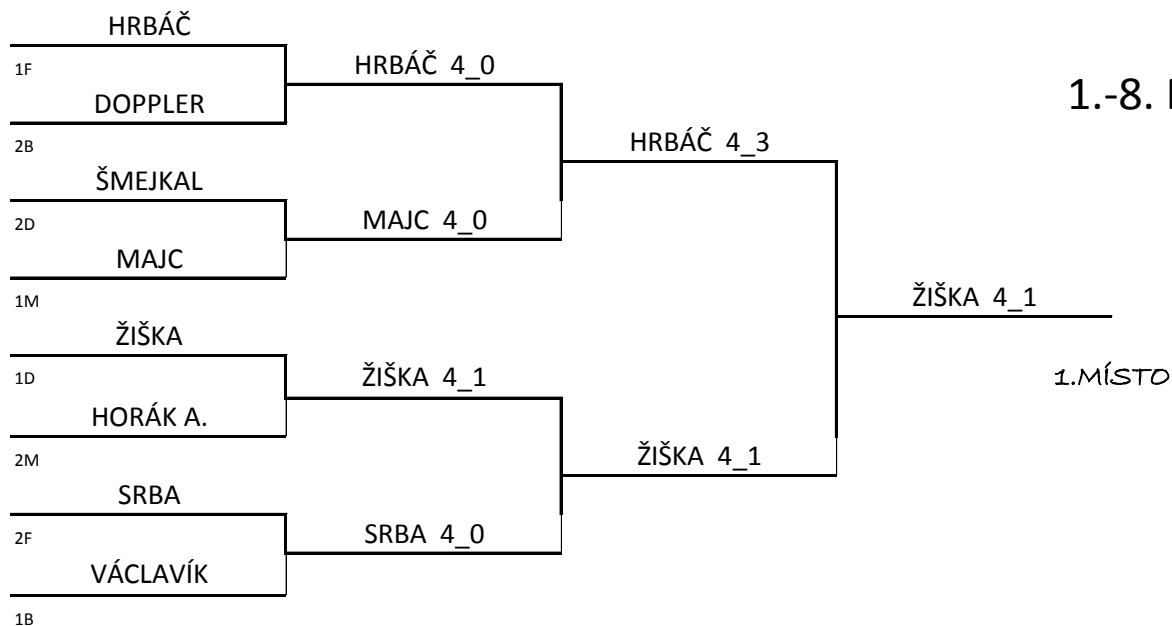 HRBÁČ
1F
HRBÁČ 4_0
1.-8.
DOPPLER
2B
HRBÁČ 4_3
ŠMEJKAL
2D
MAJC 4_0
MAJC
1M
ŽIŠKA 4_1
ŽIŠKA
1D
ŽIŠKA 4_1
1.MÍSTO
HORÁK A.
2M
ŽIŠKA 4_1
SRBA
2F
SRBA 4_0
VÁCLAVÍK
1B